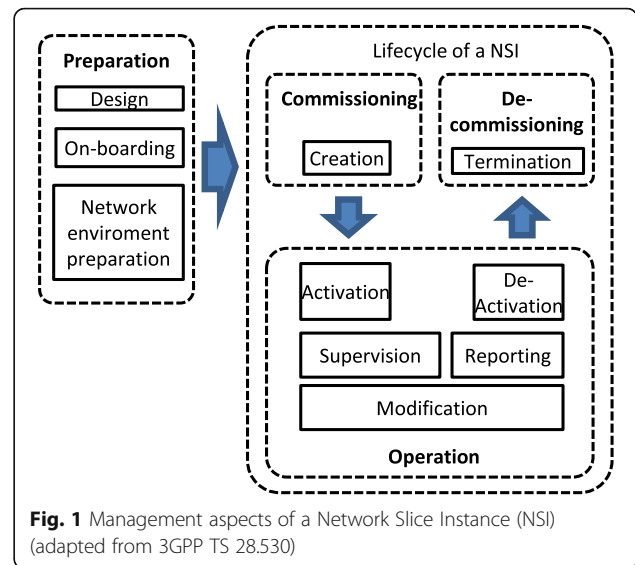 Preparation
Design
On-boarding
Network
enviroment
preparation
Lifecycle of a NSI
Commissioning
Creation
De-
commissioning
Termination
Activation
De-
Activation
Supervision
Reporting
Modification
Operation
Fig. 1 Management aspects of a Network Slice Instance (NSI)
(adapted from 3GPP TS 28.530)